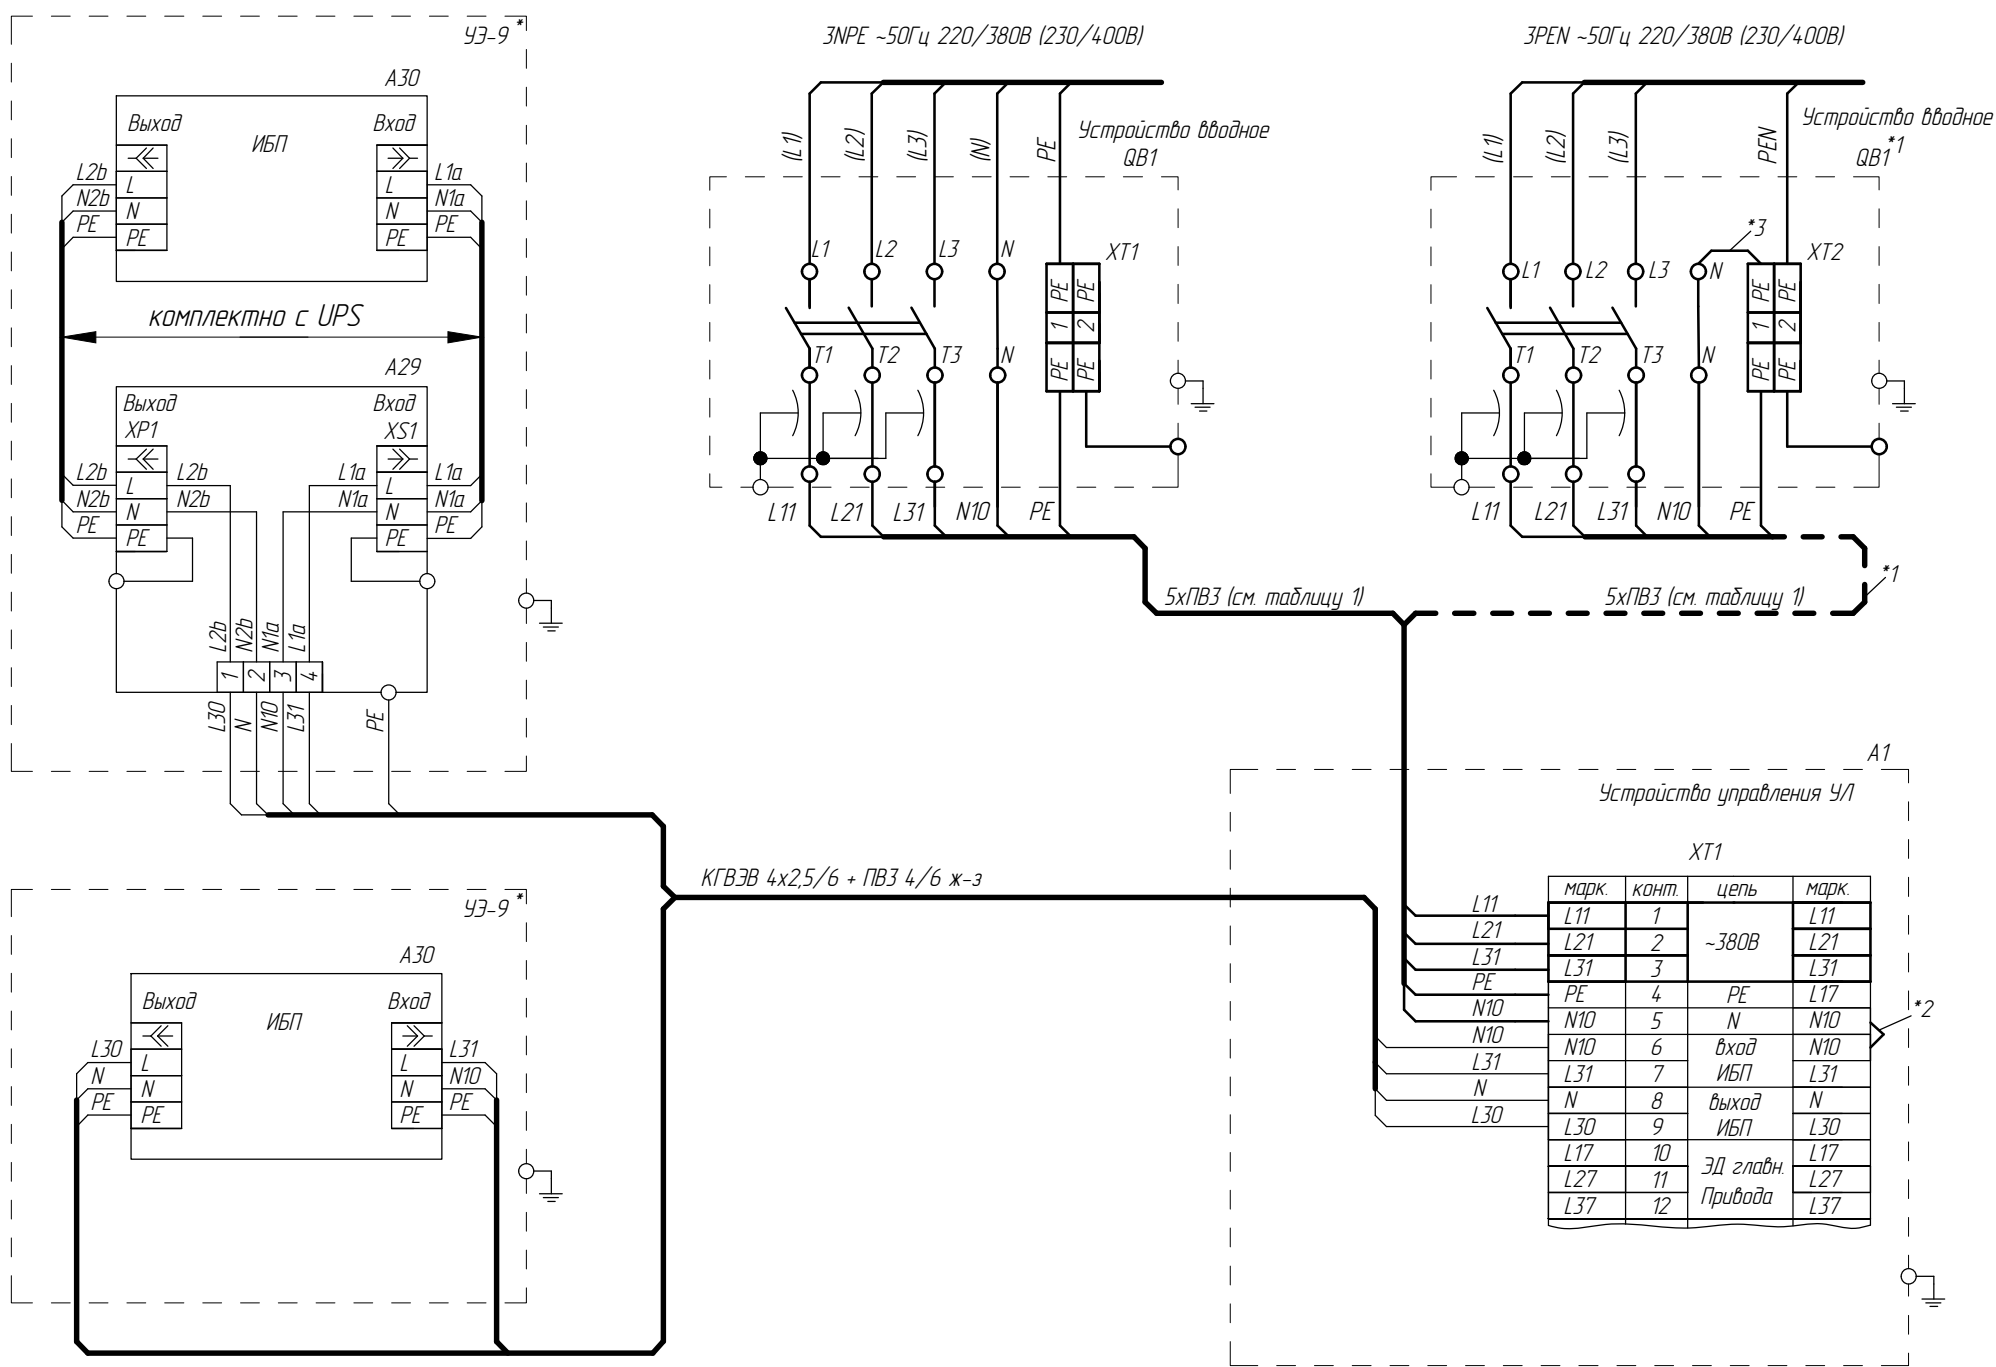 УЭ-9 *
А30
Выход
ИБП
Вход
L2b
L
L
L1a
N2b
N
N
N1a
PE
PE
PE
PE
комплектно с UPS
А29
Выход
Вход
XP1
XS1
L2b
L
L2b
L1a
L
L1a
N2b
N
N2b
N1a
N
N1a
PE
PE
PE
PE
L2b
N2b
N1a
L1a
1
2
3
4
L30
N
N10
L31
PE
3NPE ~50Гц 220/380В (230/400В)
(L1)
(L2)
(L3)
(N)
PE
Устройство вводное
QB1
L1
L2
L3
N
XT1
PE
PE
1
2
PE
PE
T1
T2
T3
N
L11
L21
L31
N10
PE
5хПВ3 (см. таблицу 1)
3PEN ~50Гц 220/380В (230/400В)
(L1)
(L2)
(L3)
PEN
Устройство вводное
QB1 *1
*3
L1
L2
L3
N
XT2
PE
PE
1
2
PE
PE
T1
T2
T3
N
L11
L21
L31
N10
PE
*1
5хПВ3 (см. таблицу 1)
КГВЭВ 4х2,5/6 + ПВ3 4/6 ж-з
УЭ-9 *
А30
Выход
ИБП
Вход
L30
L
L
L31
N
N
N
N10
PE
PE
PE
PE
А1
Устройство управления УЛ
XT1
марк. конт. цепь марк.
L11 L11 1 ~380В L11
L21 L21 2 L21
L31 L31 3 L31
PE PE 4 PE L17
N10 N10 5 N N10
*2
N10 N10 6 вход N10
L31 L31 7 ИБП L31
N N 8 выход N
L30 L30 9 ИБП L30
L17 10 ЭД главн. L17
L27 11 Привода L27
L37 12 L37